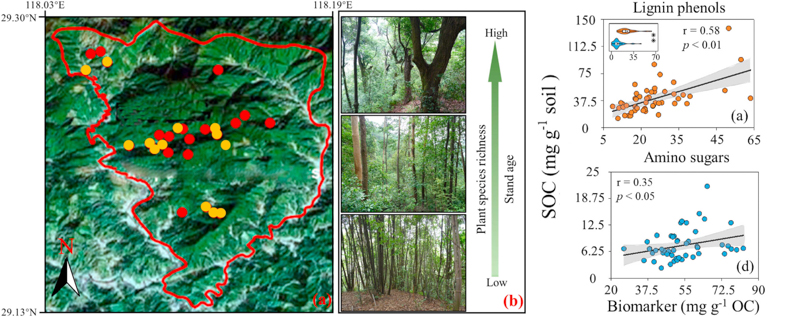 118.03°E
118.19°E
29.30°N
29.13°N
N
(a)
High
Plant species richness
Stand age
Low
(b)
Lignin phenols
SOC (mg g-1 soil)
150
112.5
75
37.5
0
0
35
70
**
r = 0.58
p < 0.01
(a)
5
15
25
35
45
55
65
Amino sugars
25
18.75
12.5
6.25
0
r = 0.35
p < 0.05
(d)
20
37.5
55
72.5
90
Biomarker (mg g-1 OC)